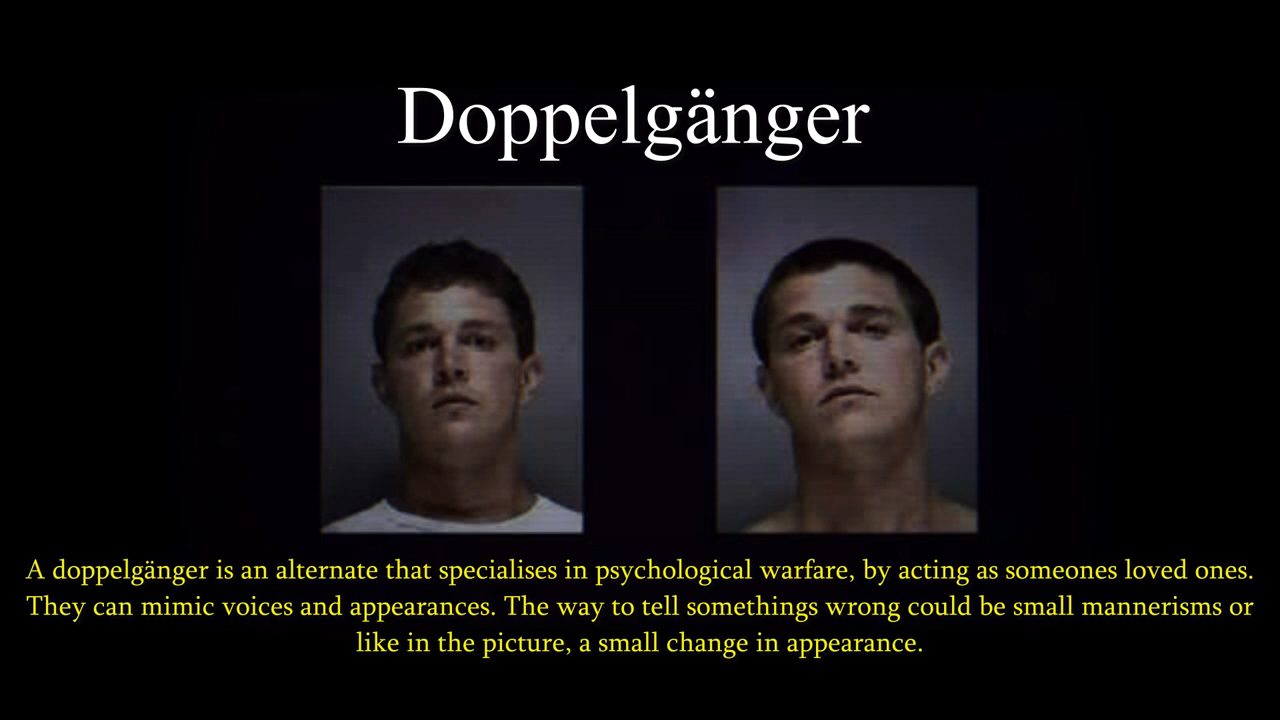 Doppelgänger
A doppelgänger is an alternate that specialises in psychological warfare, by acting as someones loved ones.
They can mimic voices and appearances. The way to tell somethings wrong could be small mannerisms or
like in the picture, a small change in appearance.